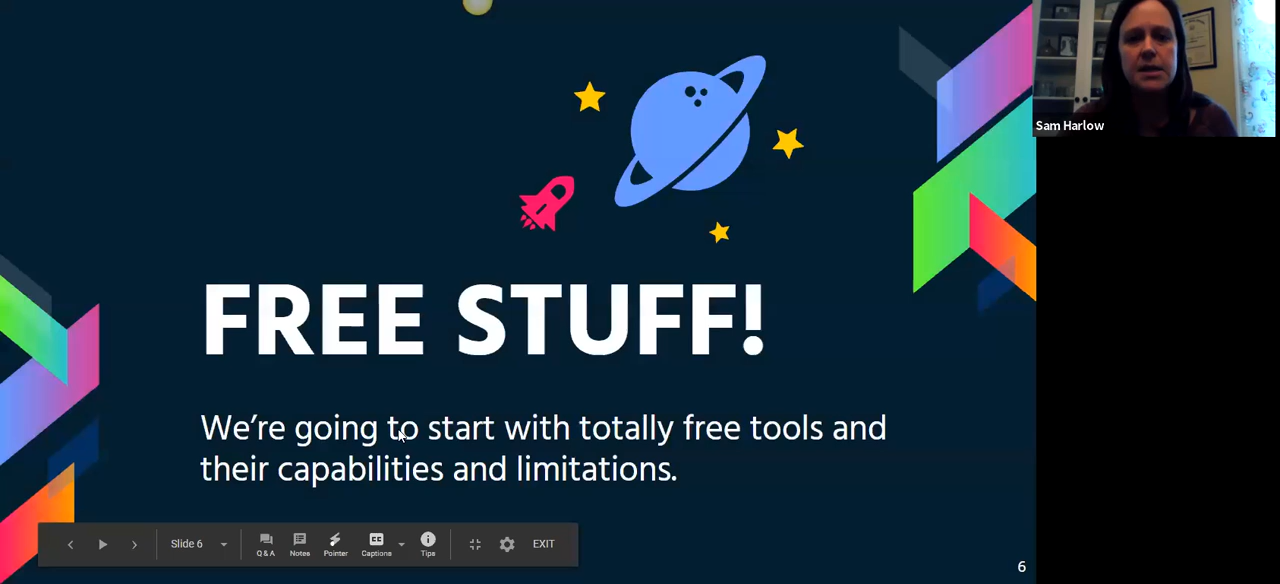 Sam Harlow
FREE STUFF!
We're going to start with totally free tools and
their capabilities and limitations.
Slide 6
Q & A
Notes
Pointer
Captions
Tips
EXIT
6